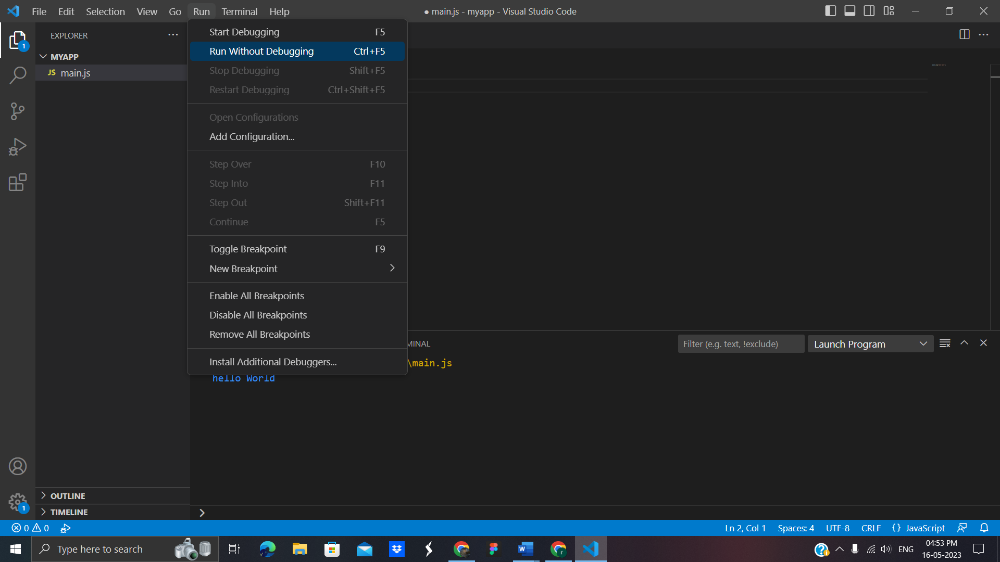 File Edit Selection View Go Run Terminal Help
● main.js - myapp - Visual Studio Code
EXPLORER
MYAPP
JS main.js
Start Debugging F5
Run Without Debugging Ctrl+F5
Stop Debugging Shift+F5
Restart Debugging Ctrl+Shift+F5
Open Configurations
Add Configuration...
Step Over F10
Step Into F11
Step Out Shift+F11
Continue F5
Toggle Breakpoint F9
New Breakpoint
Enable All Breakpoints
Disable All Breakpoints
Remove All Breakpoints
Install Additional Debuggers...
MINAL
Filter (e.g. text, !exclude)
Launch Program
\main.js
hello World
OUTLINE
TIMELINE
1
1
0 0
Ln 2, Col 1 Spaces: 4 UTF-8 CRLF {} JavaScript
Type here to search
ENG
04:53 PM
16-05-2023